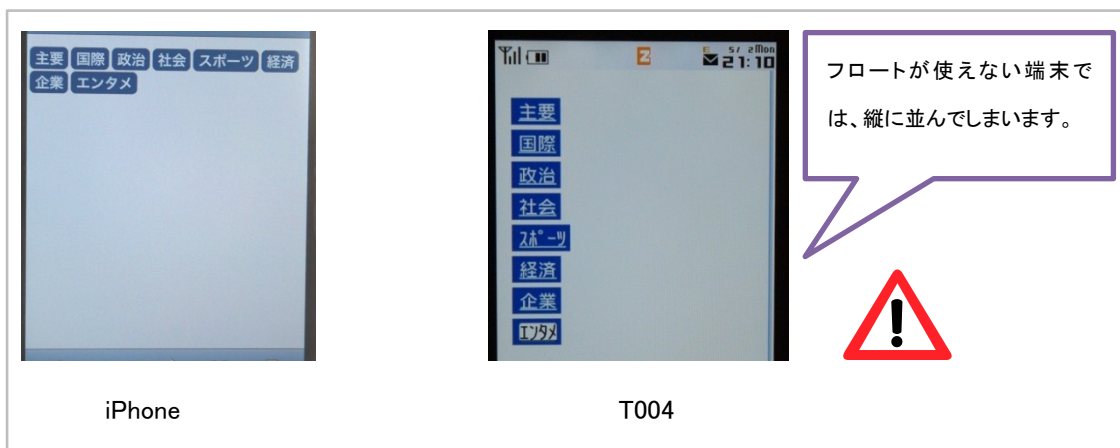 主要 国際 政治 社会 スポーツ 経済
企業 エンタメ
5/ 2Mon
21:10
主要
国際
政治
社会
ｽﾎﾟｰﾂ
経済
企業
ｴﾝﾀﾒ
フロートが使えない端末で
は、縦に並んでしまいます。
iPhone
T004